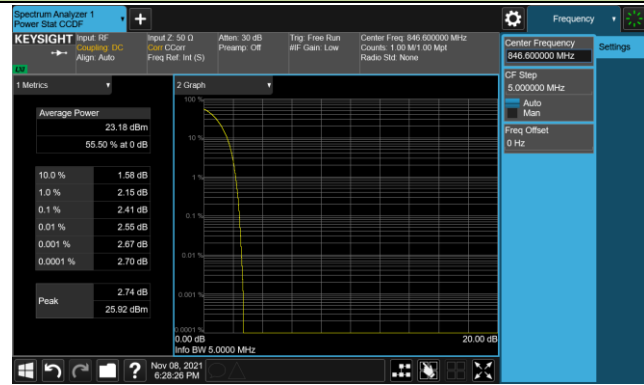 Spectrum Analyzer 1
Power Stat CCDF
Frequency
KEYSIGHT
Input: RF
Coupling: DC
Align: Auto
Input Z: 50 Ω
Corr CCorr
Freq Ref: Int (S)
Atten: 30 dB
Preamp: Off
Trig: Free Run
#IF Gain: Low
Center Freq: 846.600000 MHz
Counts: 1.00 M/1.00 Mpt
Radio Std: None
1 Metrics
Average Power
23.18 dBm
55.50 % at 0 dB
10.0 % 1.58 dB
1.0 % 2.15 dB
0.1 % 2.41 dB
0.01 % 2.55 dB
0.001 % 2.67 dB
0.0001 % 2.70 dB
Peak
2.74 dB
25.92 dBm
2 Graph
100 %
10 %
1 %
0.1 %
0.01 %
0.001 %
0.0001 %
0.00 dB 20.00 dB
Info BW 5.0000 MHz
Center Frequency
846.600000 MHz
Settings
CF Step
5.000000 MHz
Auto
Man
Freq Offset
0 Hz
?
Nov 08, 2021
6:28:26 PM